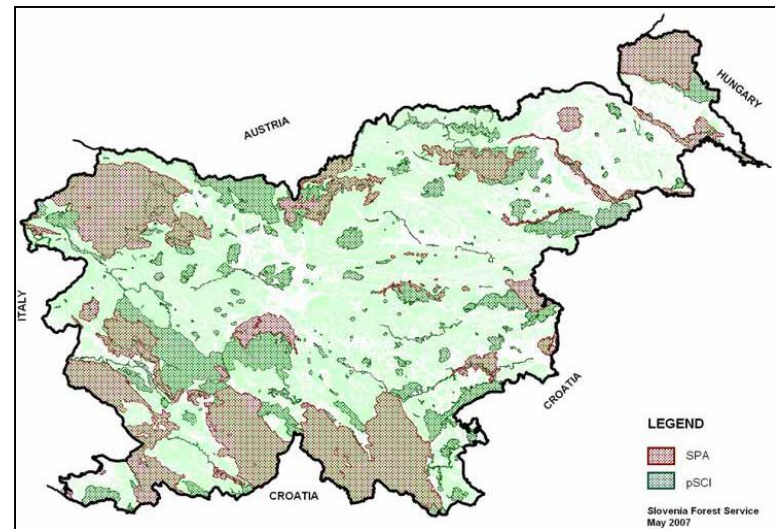 AUSTRIA
HUNGARY
ITALY
CROATIA
CROATIA
LEGEND
SPA
pSCI
Slovenia Forest Service
May 2007